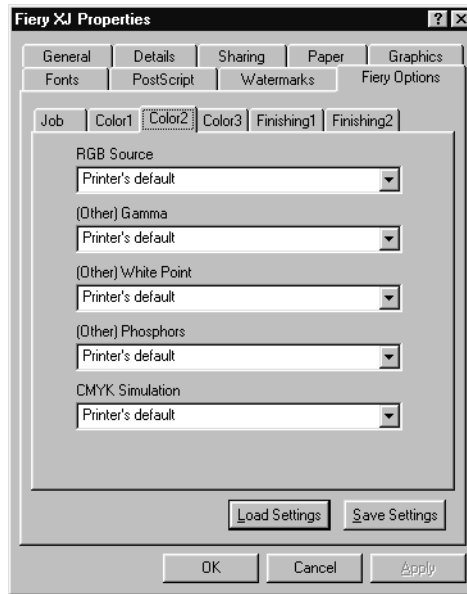 Fiery XJ Properties
General Details Sharing Paper Graphics
Fonts PostScript Watermarks Fiery Options
Job Color1 Color2 Color3 Finishing1 Finishing2
RGB Source
Printer's default
(Other) Gamma
Printer's default
(Other) White Point
Printer's default
(Other) Phosphors
Printer's default
CMYK Simulation
Printer's default
Load Settings Save Settings
OK Cancel Apply